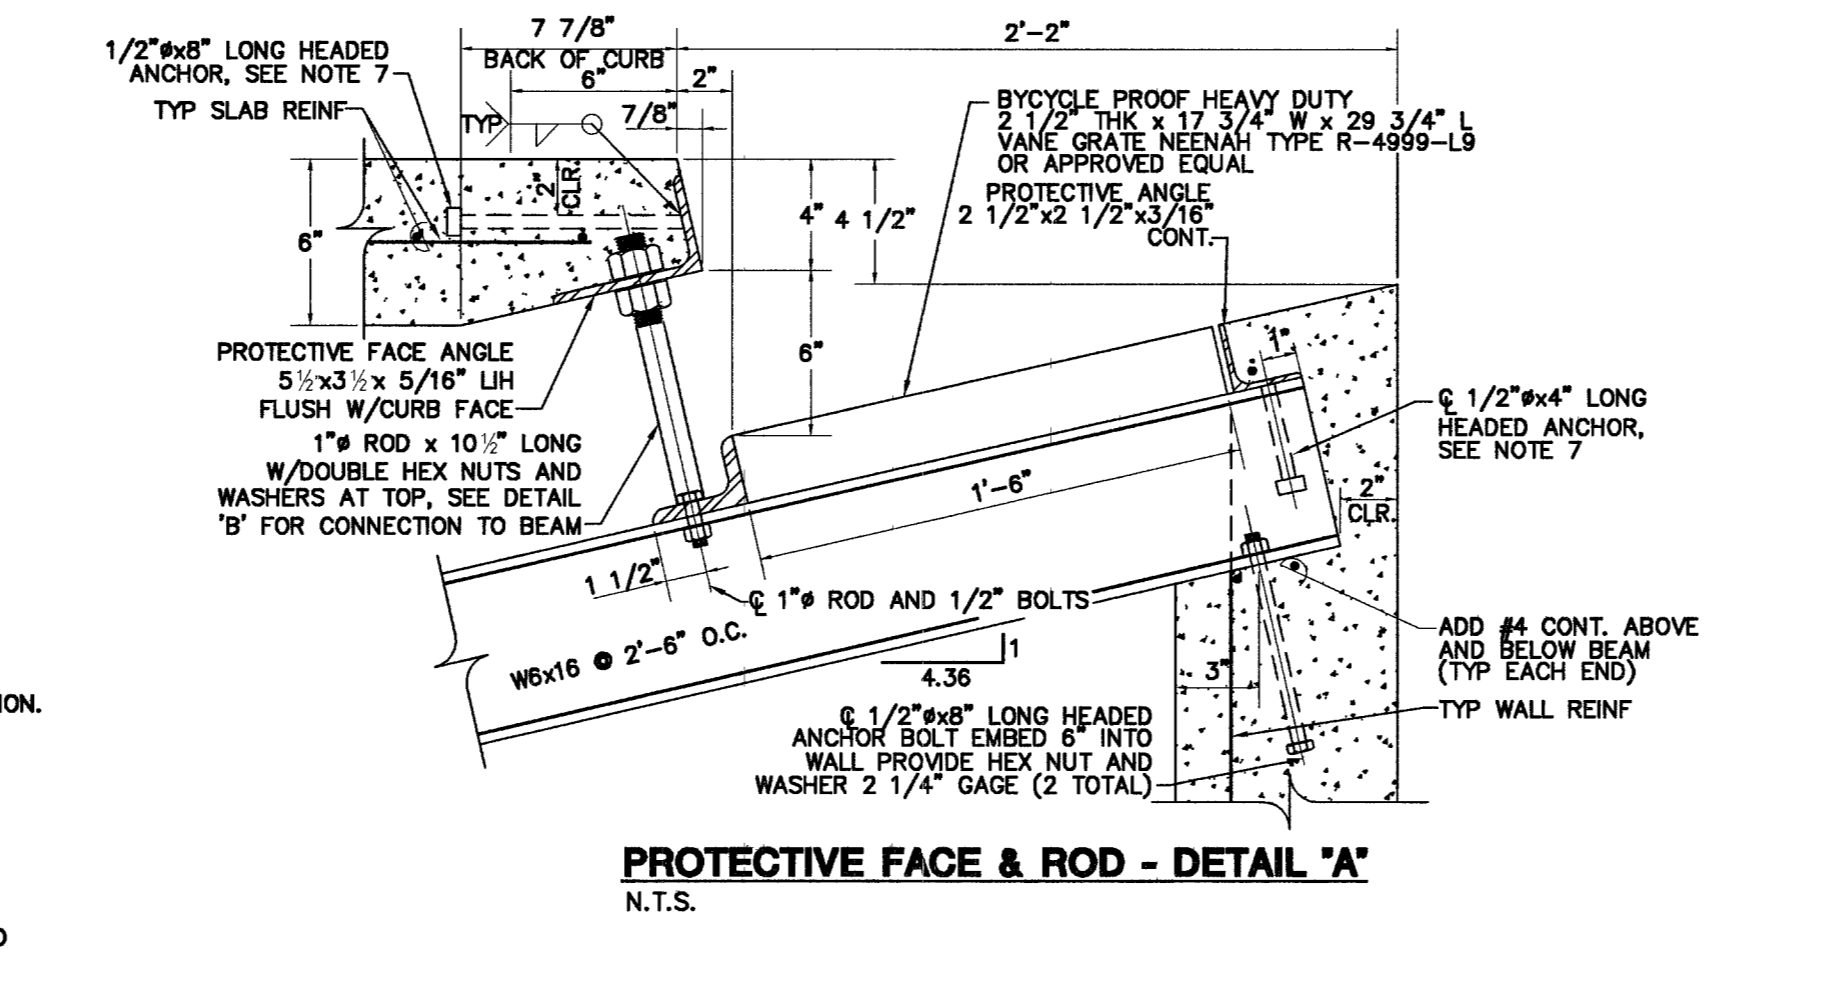 7 7/8"
BACK OF CURB
6"
2"
7/8"
2'-2"
1/2"øx8" LONG HEADED
ANCHOR, SEE NOTE 7
TYP SLAB REINF
TYP
2"
CLR.
6"
4"
4 1/2"
6"
BYCYCLE PROOF HEAVY DUTY
2 1/2" THK x 17 3/4" W x 29 3/4" L
VANE GRATE NEENAH TYPE R-4999-L9
OR APPROVED EQUAL
PROTECTIVE ANGLE
2 1/2"x2 1/2"x3/16"
CONT.
1"
PROTECTIVE FACE ANGLE
5½"x3½"x 5/16" LIH
FLUSH W/CURB FACE
1"ø ROD x 10½" LONG
W/DOUBLE HEX NUTS AND
WASHERS AT TOP, SEE DETAIL
'B' FOR CONNECTION TO BEAM
℄ 1/2"øx4" LONG
HEADED ANCHOR,
SEE NOTE 7
1'-6"
2"
CLR.
1 1/2"
℄ 1"ø ROD AND 1/2" BOLTS
W6x16 @ 2'-6" O.C.
1
4.36
3"
ADD #4 CONT. ABOVE
AND BELOW BEAM
(TYP EACH END)
TYP WALL REINF
℄ 1/2"øx8" LONG HEADED
ANCHOR BOLT EMBED 6" INTO
WALL PROVIDE HEX NUT AND
WASHER 2 1/4" GAGE (2 TOTAL)
ION.
PROTECTIVE FACE & ROD - DETAIL "A"
N.T.S.